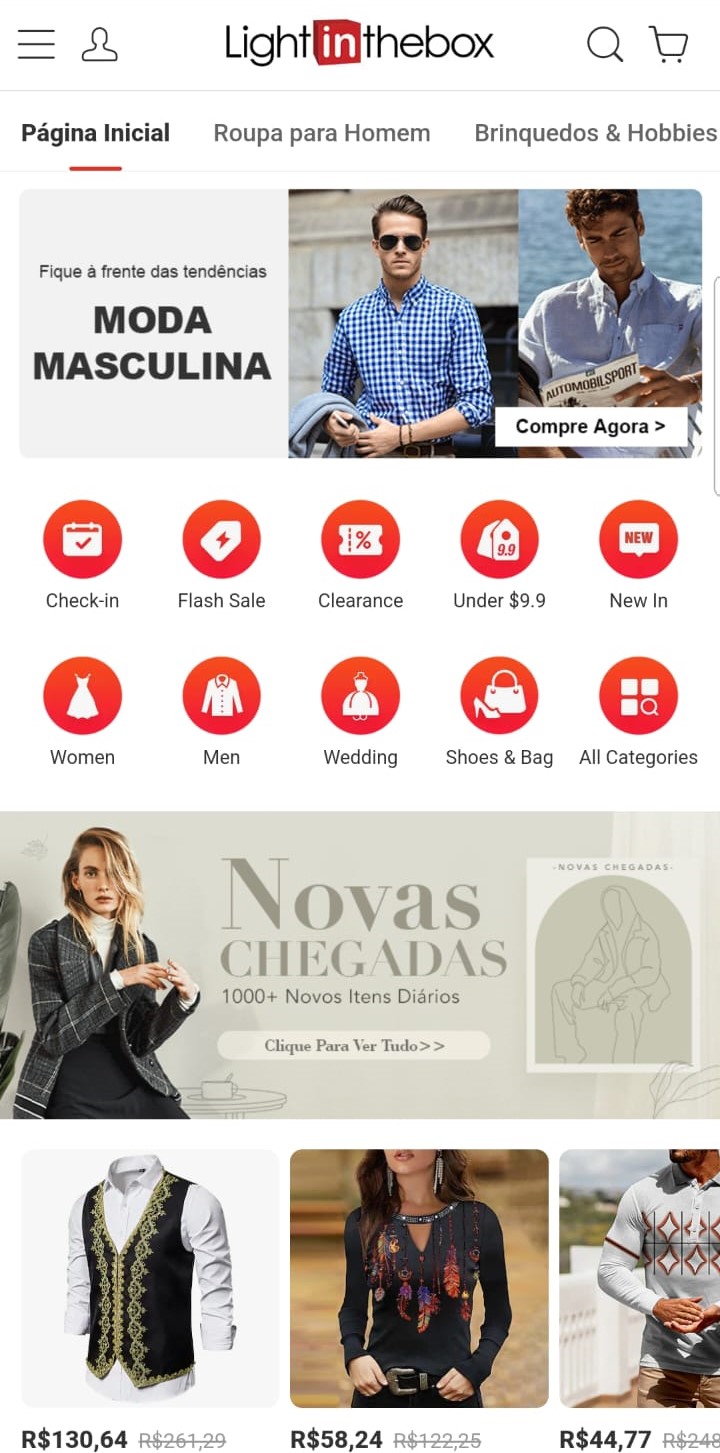 Lightinthebox
Página Inicial
Roupa para Homem
Brinquedos & Hobbies
Fique à frente das tendências
MODA
MASCULINA
AUTOMOBILSPORT
Compre Agora >
%
9.9
NEW
Check-in
Flash Sale
Clearance
Under $9.9
New In
Women
Men
Wedding
Shoes & Bag
All Categories
Novas
CHEGADAS
1000+ Novos Itens Diários
Clique Para Ver Tudo>>
·NOVAS CHEGADAS·
R$130,64 R$261,29
R$58,24 R$122,25
R$44,77